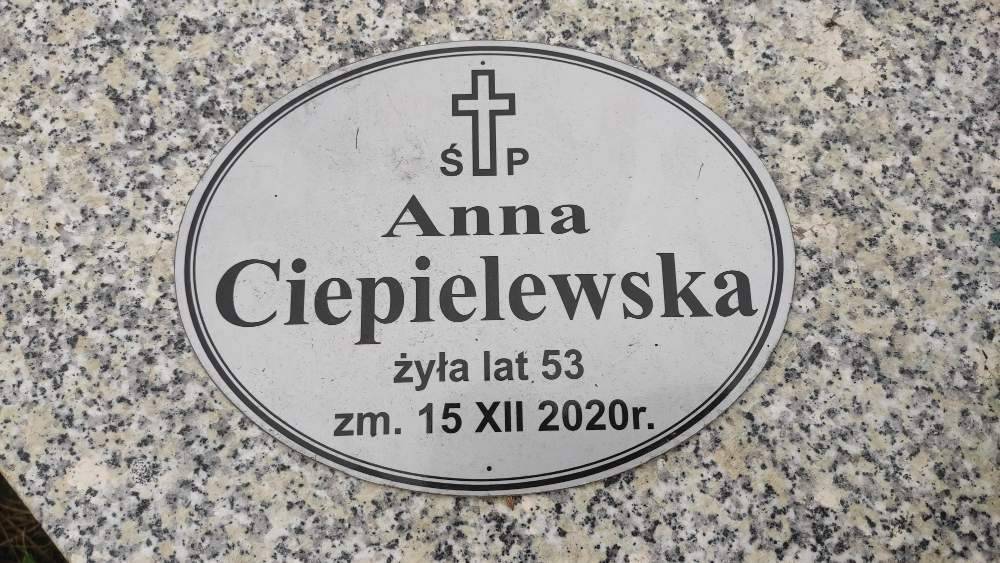 Ś P
Anna
Ciepielewska
żyła lat 53
zm. 15 XII 2020r.